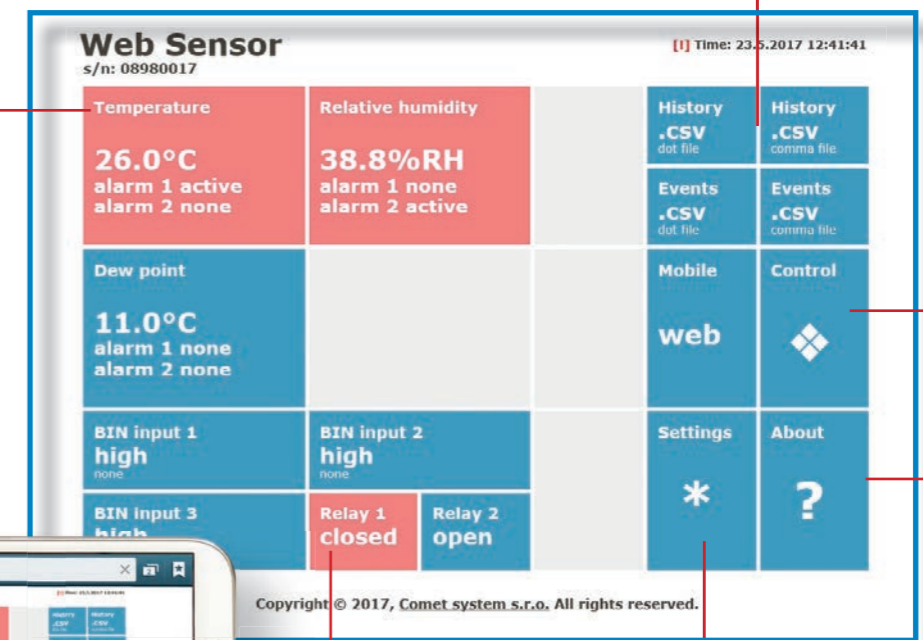 Web Sensor
s/n: 08980017
[!] Time: 23.5.2017 12:41:41
Temperature
26.0°C
alarm 1 active
alarm 2 none
Relative humidity
38.8%RH
alarm 1 none
alarm 2 active
History
.CSV
dot file
History
.CSV
comma file
Events
.CSV
dot file
Events
.CSV
comma file
Dew point
11.0°C
alarm 1 none
alarm 2 none
Mobile
web
Control
BIN input 1
high
none
BIN input 2
high
none
Settings
*
About
?
BIN input 3
high
Relay 1
closed
Relay 2
open
Copyright © 2017, Comet system s.r.o. All rights reserved.